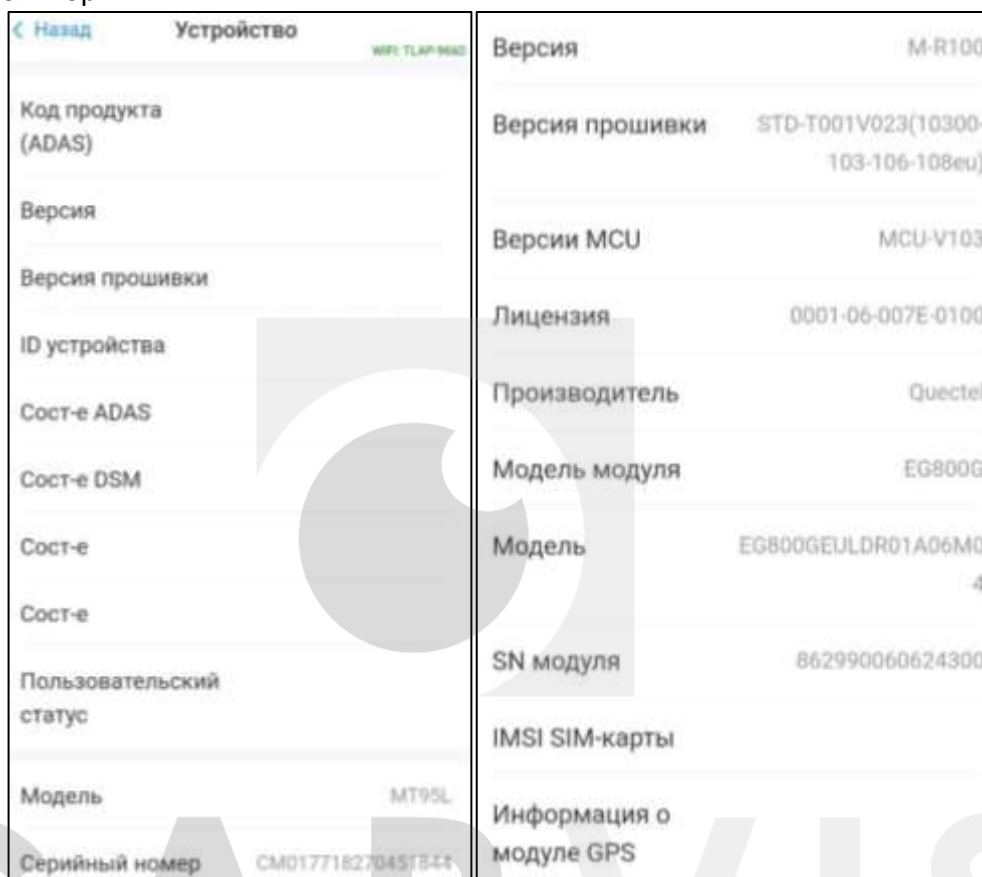 < Назад
Устройство
WIFI: TLAP-9660
Код продукта
(ADAS)
Версия
Версия прошивки
ID устройства
Сост-е ADAS
Сост-е DSM
Сост-е
Сост-е
Пользовательский
статус
Модель MT95L
Серийный номер
Версия M-R100
Версия прошивки STD-T001V023(10300-
103-106-108eu)
Версии MCU MCU-V103
Лицензия 0001-06-007E-0100
Производитель Quectel
Модель модуля EG800G
Модель EG800GEULDR01A06M0
4
SN модуля 862990060624300
IMSI SIM-карты
Информация о
модуле GPS